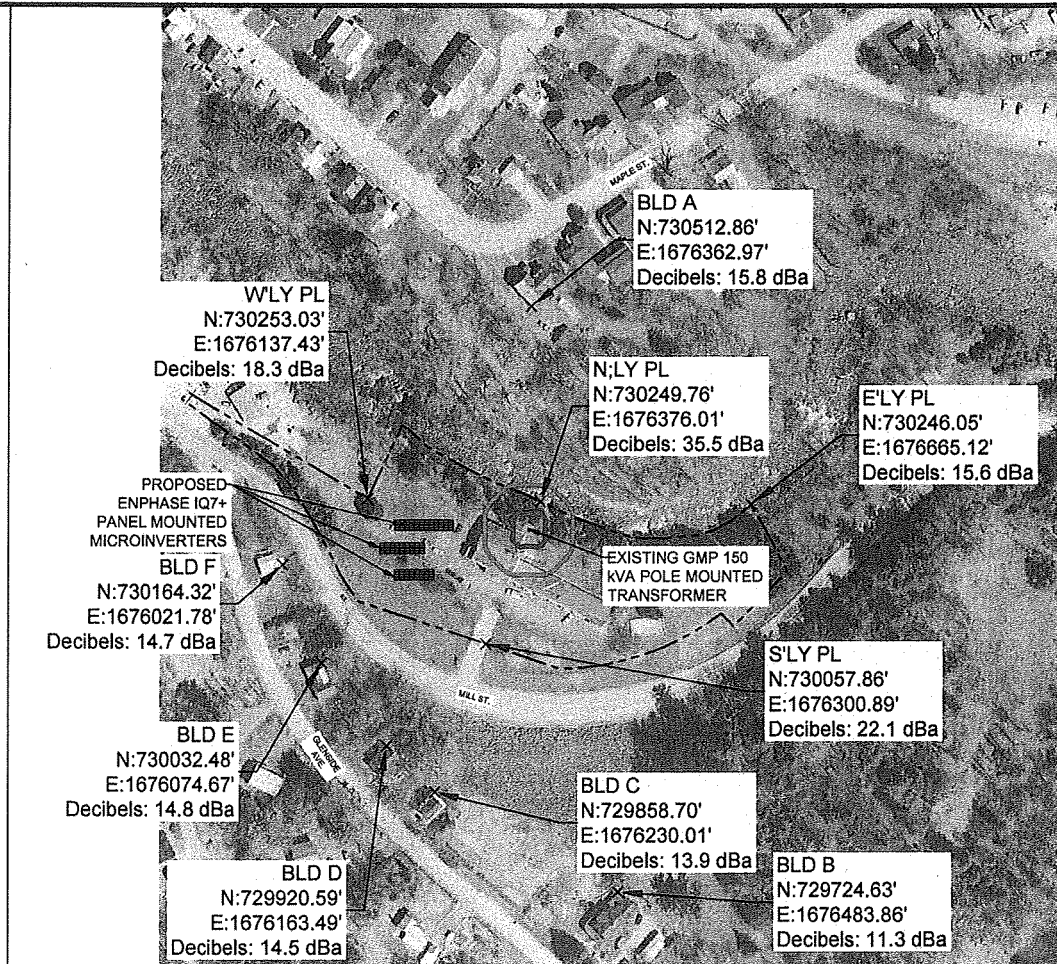 MAPLE ST.
BLD A
N:730512.86'
E:1676362.97'
Decibels: 15.8 dBa
W'LY PL
N:730253.03'
E:1676137.43'
Decibels: 18.3 dBa
N;LY PL
N:730249.76'
E:1676376.01'
Decibels: 35.5 dBa
E'LY PL
N:730246.05'
E:1676665.12'
Decibels: 15.6 dBa
PROPOSED
ENPHASE IQ7+
PANEL MOUNTED
MICROINVERTERS
EXISTING GMP 150
kVA POLE MOUNTED
TRANSFORMER
BLD F
N:730164.32'
E:1676021.78'
Decibels: 14.7 dBa
S'LY PL
N:730057.86'
E:1676300.89'
Decibels: 22.1 dBa
MILL ST.
BLD E
N:730032.48'
E:1676074.67'
Decibels: 14.8 dBa
GLENSIDE
AVE
BLD C
N:729858.70'
E:1676230.01'
Decibels: 13.9 dBa
BLD D
N:729920.59'
E:1676163.49'
Decibels: 14.5 dBa
BLD B
N:729724.63'
E:1676483.86'
Decibels: 11.3 dBa